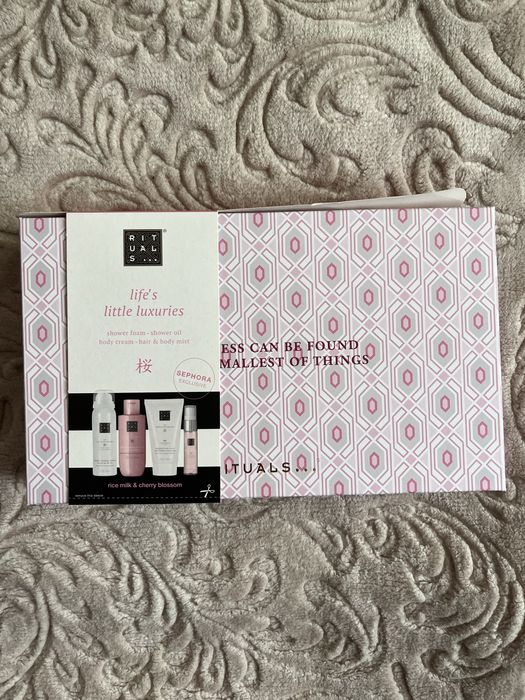 RIT
UAL
S...
life's
little luxuries
shower foam - shower oil
body cream - hair & body mist
桜
SEPHORA
EXCLUSIVE
rice milk & cherry blossom
ESS CAN BE FOUND
MALLEST OF THINGS
ITUALS...